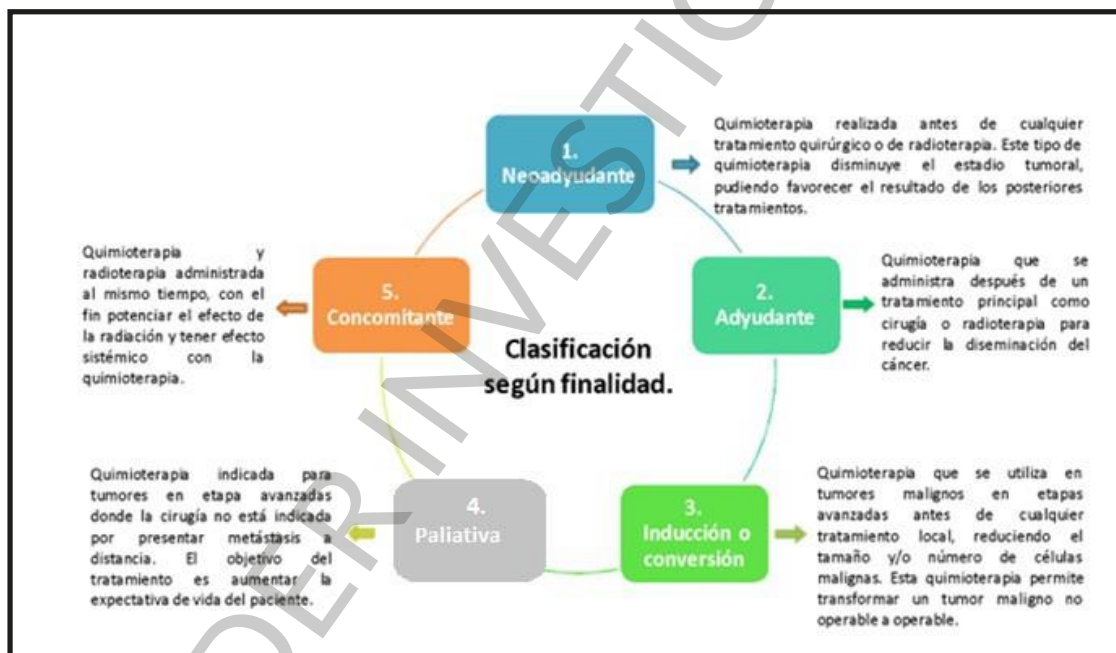 1.
Neoadyudante
Quimioterapia realizada antes de cualquier
tratamiento quirúrgico o de radioterapia. Este tipo de
quimioterapia disminuye el estadio tumoral,
pudiendo favorecer el resultado de los posteriores
tratamientos.
2.
Adyudante
Quimioterapia que se
administra después de un
tratamiento principal como
cirugía o radioterapia para
reducir la diseminación del
cáncer.
3.
Inducción o
conversión
Quimioterapia que se utiliza en
tumores malignos en etapas
avanzadas antes de cualquier
tratamiento local, reduciendo el
tamaño y/o número de células
malignas. Esta quimioterapia permite
transformar un tumor maligno no
operable a operable.
4.
Paliativa
Quimioterapia indicada para
tumores en etapa avanzadas
donde la cirugía no está indicada
por presentar metástasis a
distancia. El objetivo del
tratamiento es aumentar la
expectativa de vida del paciente.
5.
Concomitante
Quimioterapia y
radioterapia administrada
al mismo tiempo, con el
fin potenciar el efecto de
la radiación y tener efecto
sistémico con la
quimioterapia.
Clasificación
según finalidad.
DER INVESTIG